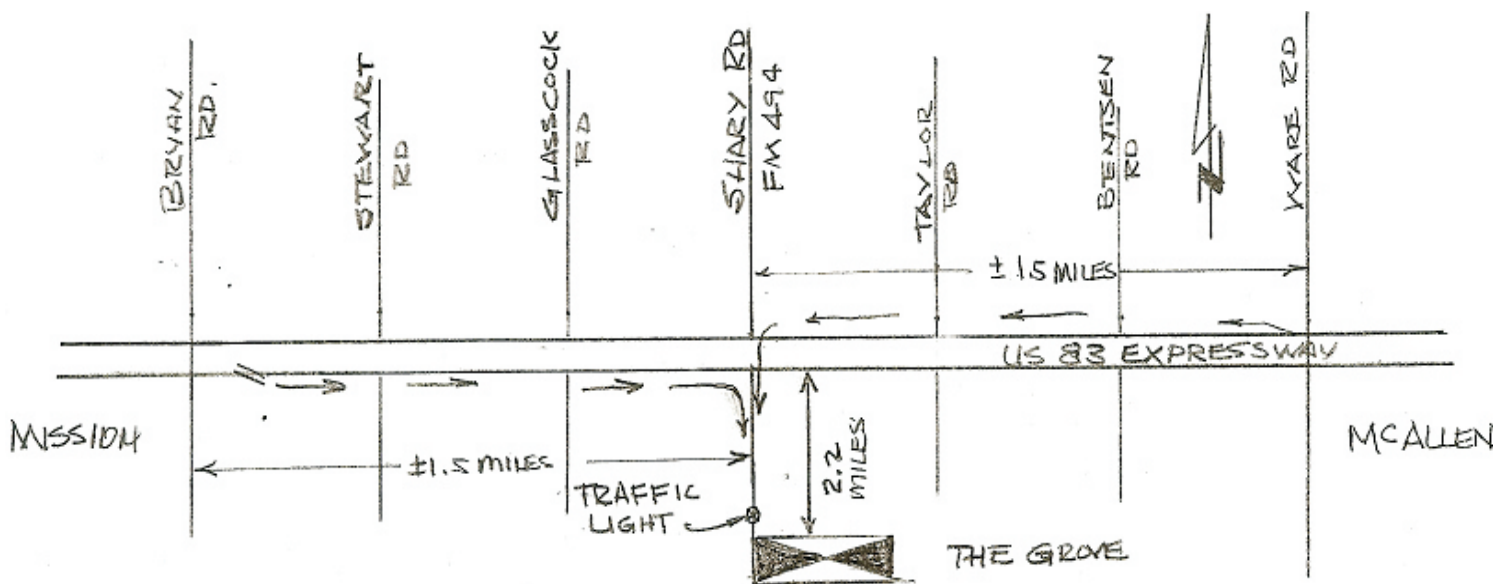 BRYAN
RD.
STEWART
RD
GLASSCOCK
RD
SHARY RD
FM 494
TAYLOR
RD
BENTSEN
RD
N
WARE RD
± 1.5 MILES
US 83 EXPRESSWAY
MISSION
MCALLEN
±1.5 MILES
2.2
MILES
TRAFFIC
LIGHT
THE GROVE